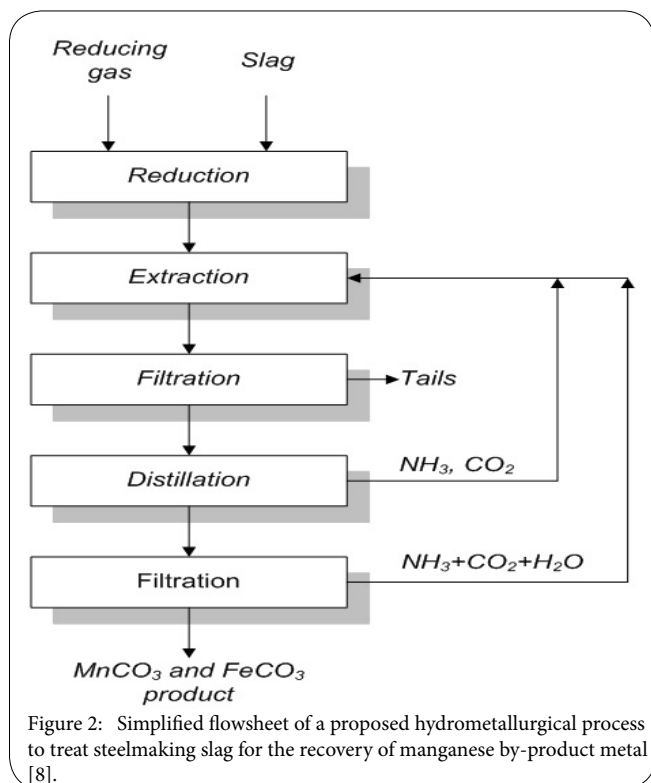 Reducing
gas
Slag
Reduction
Extraction
Filtration
Tails
Distillation
NH₃, CO₂
Filtration
NH₃+CO₂+H₂O
MnCO₃ and FeCO₃
product
Figure 2: Simplified flowsheet of a proposed hydrometallurgical process
to treat steelmaking slag for the recovery of manganese by-product metal
[8].